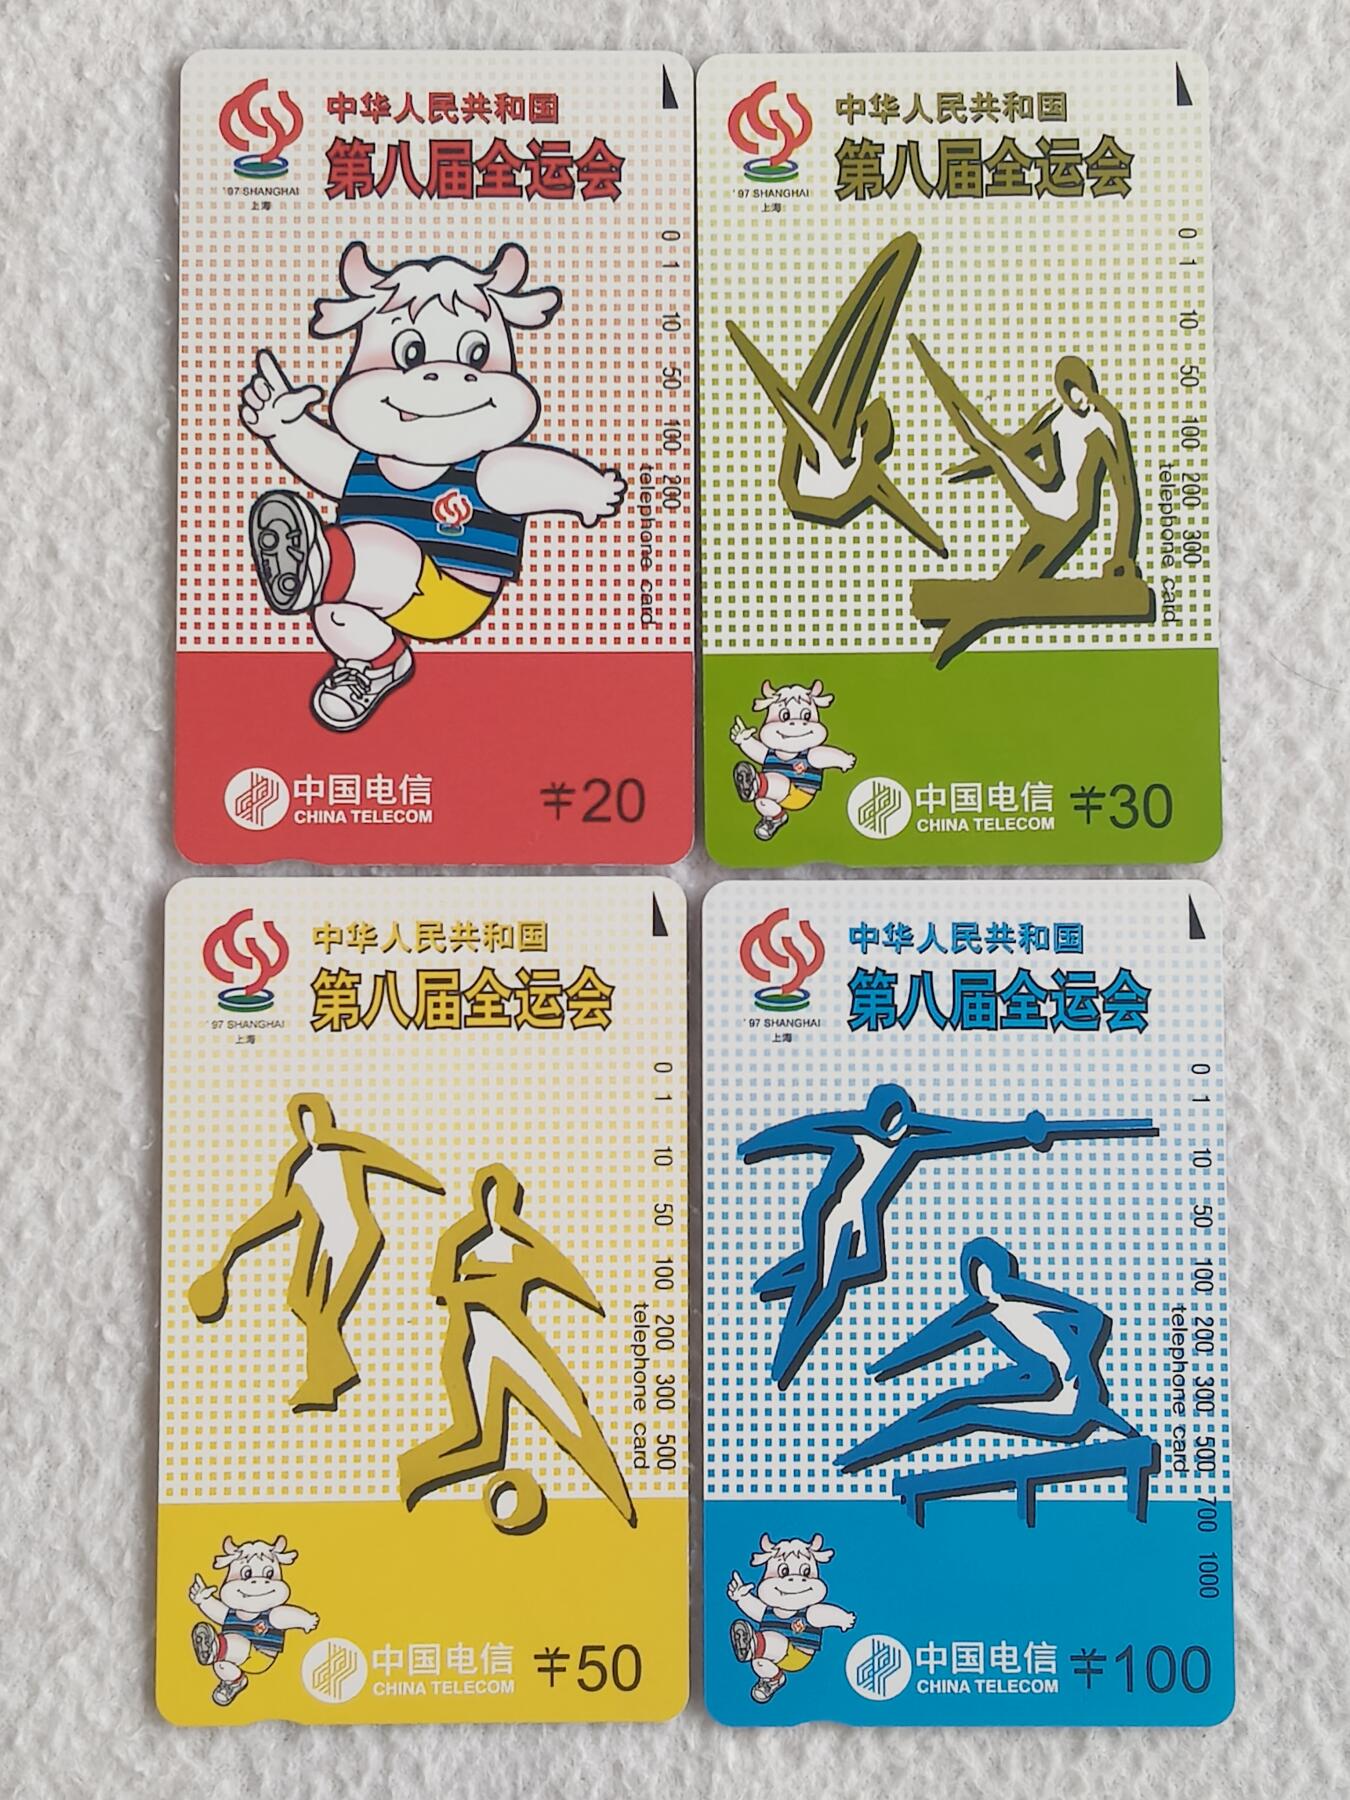 中华人民共和国
第八届全运会
'97 SHANGHAI
上海
0 1 10 50 100 200
telephone card
中国电信
CHINA TELECOM
¥20
中华人民共和国
第八届全运会
'97 SHANGHAI
上海
0 1 10 50 100 200 300
telephone card
中国电信
CHINA TELECOM
¥30
中华人民共和国
第八届全运会
'97 SHANGHAI
上海
0 1 10 50 100 200 300 500
telephone card
中国电信
CHINA TELECOM
¥50
中华人民共和国
第八届全运会
'97 SHANGHAI
上海
0 1 10 50 100 200 300 500 700 1000
telephone card
中国电信
CHINA TELECOM
¥100